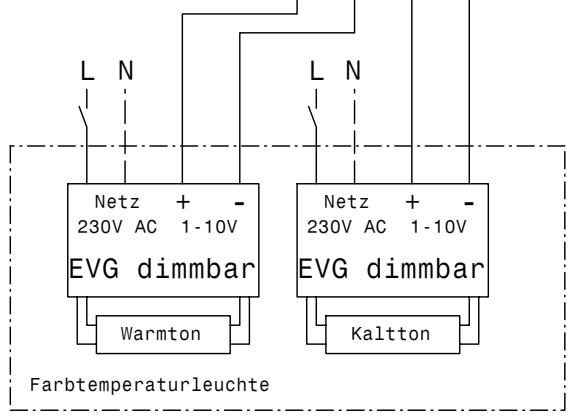 L N
L N
Netz + -
230V AC 1-10V
EVG dimmbar
Warmton
Netz + -
230V AC 1-10V
EVG dimmbar
Kaltton
Farbtemperaturleuchte